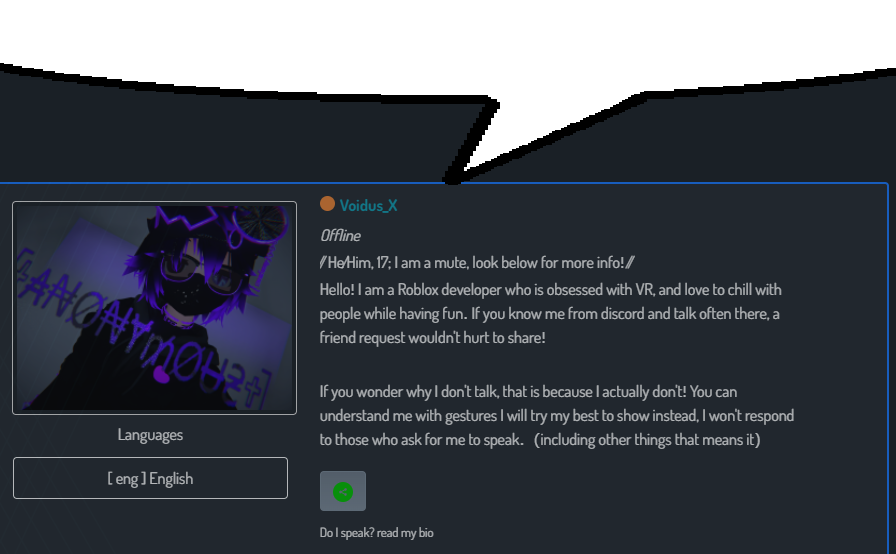 Voidus_X
Offline
// He/Him, 17; I am a mute, look below for more info! //
Hello! I am a Roblox developer who is obsessed with VR, and love to chill with
people while having fun. If you know me from discord and talk often there, a
friend request wouldn't hurt to share!
If you wonder why I don't talk, that is because I actually don't! You can
understand me with gestures I will try my best to show instead, I won't respond
to those who ask for me to speak. (including other things that means it)
Do I speak? read my bio
Languages
[ eng ] English